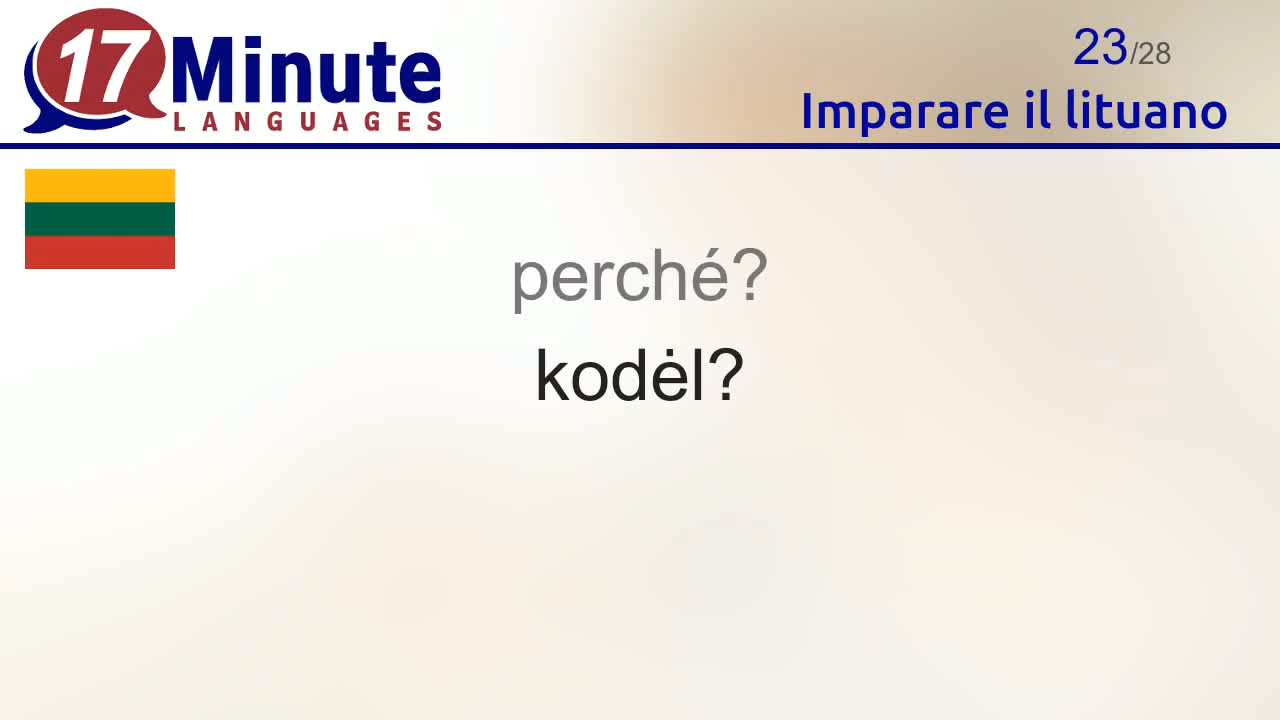 17 Minute
LANGUAGES
23/28
Imparare il lituano
perché?
kodėl?